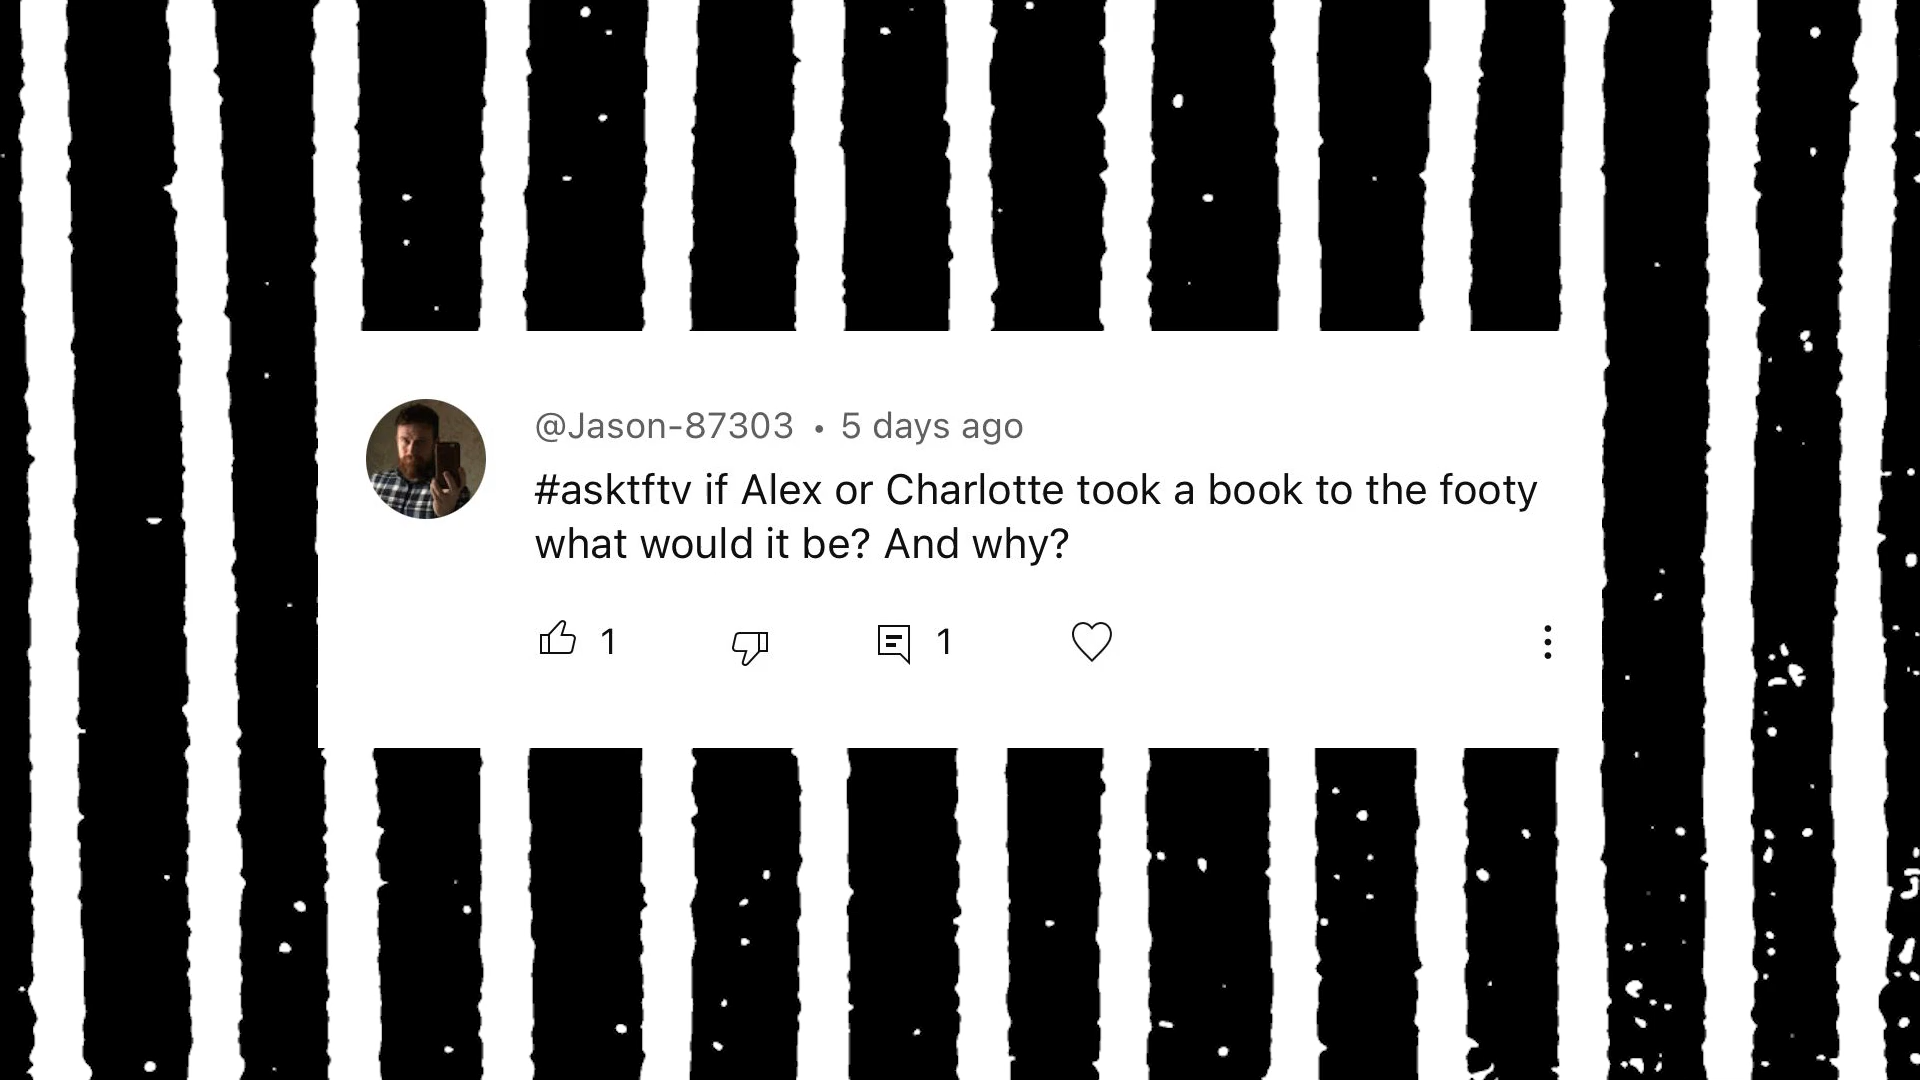 @Jason-87303 • 5 days ago
#asktftv if Alex or Charlotte took a book to the footy
what would it be? And why?
1 1